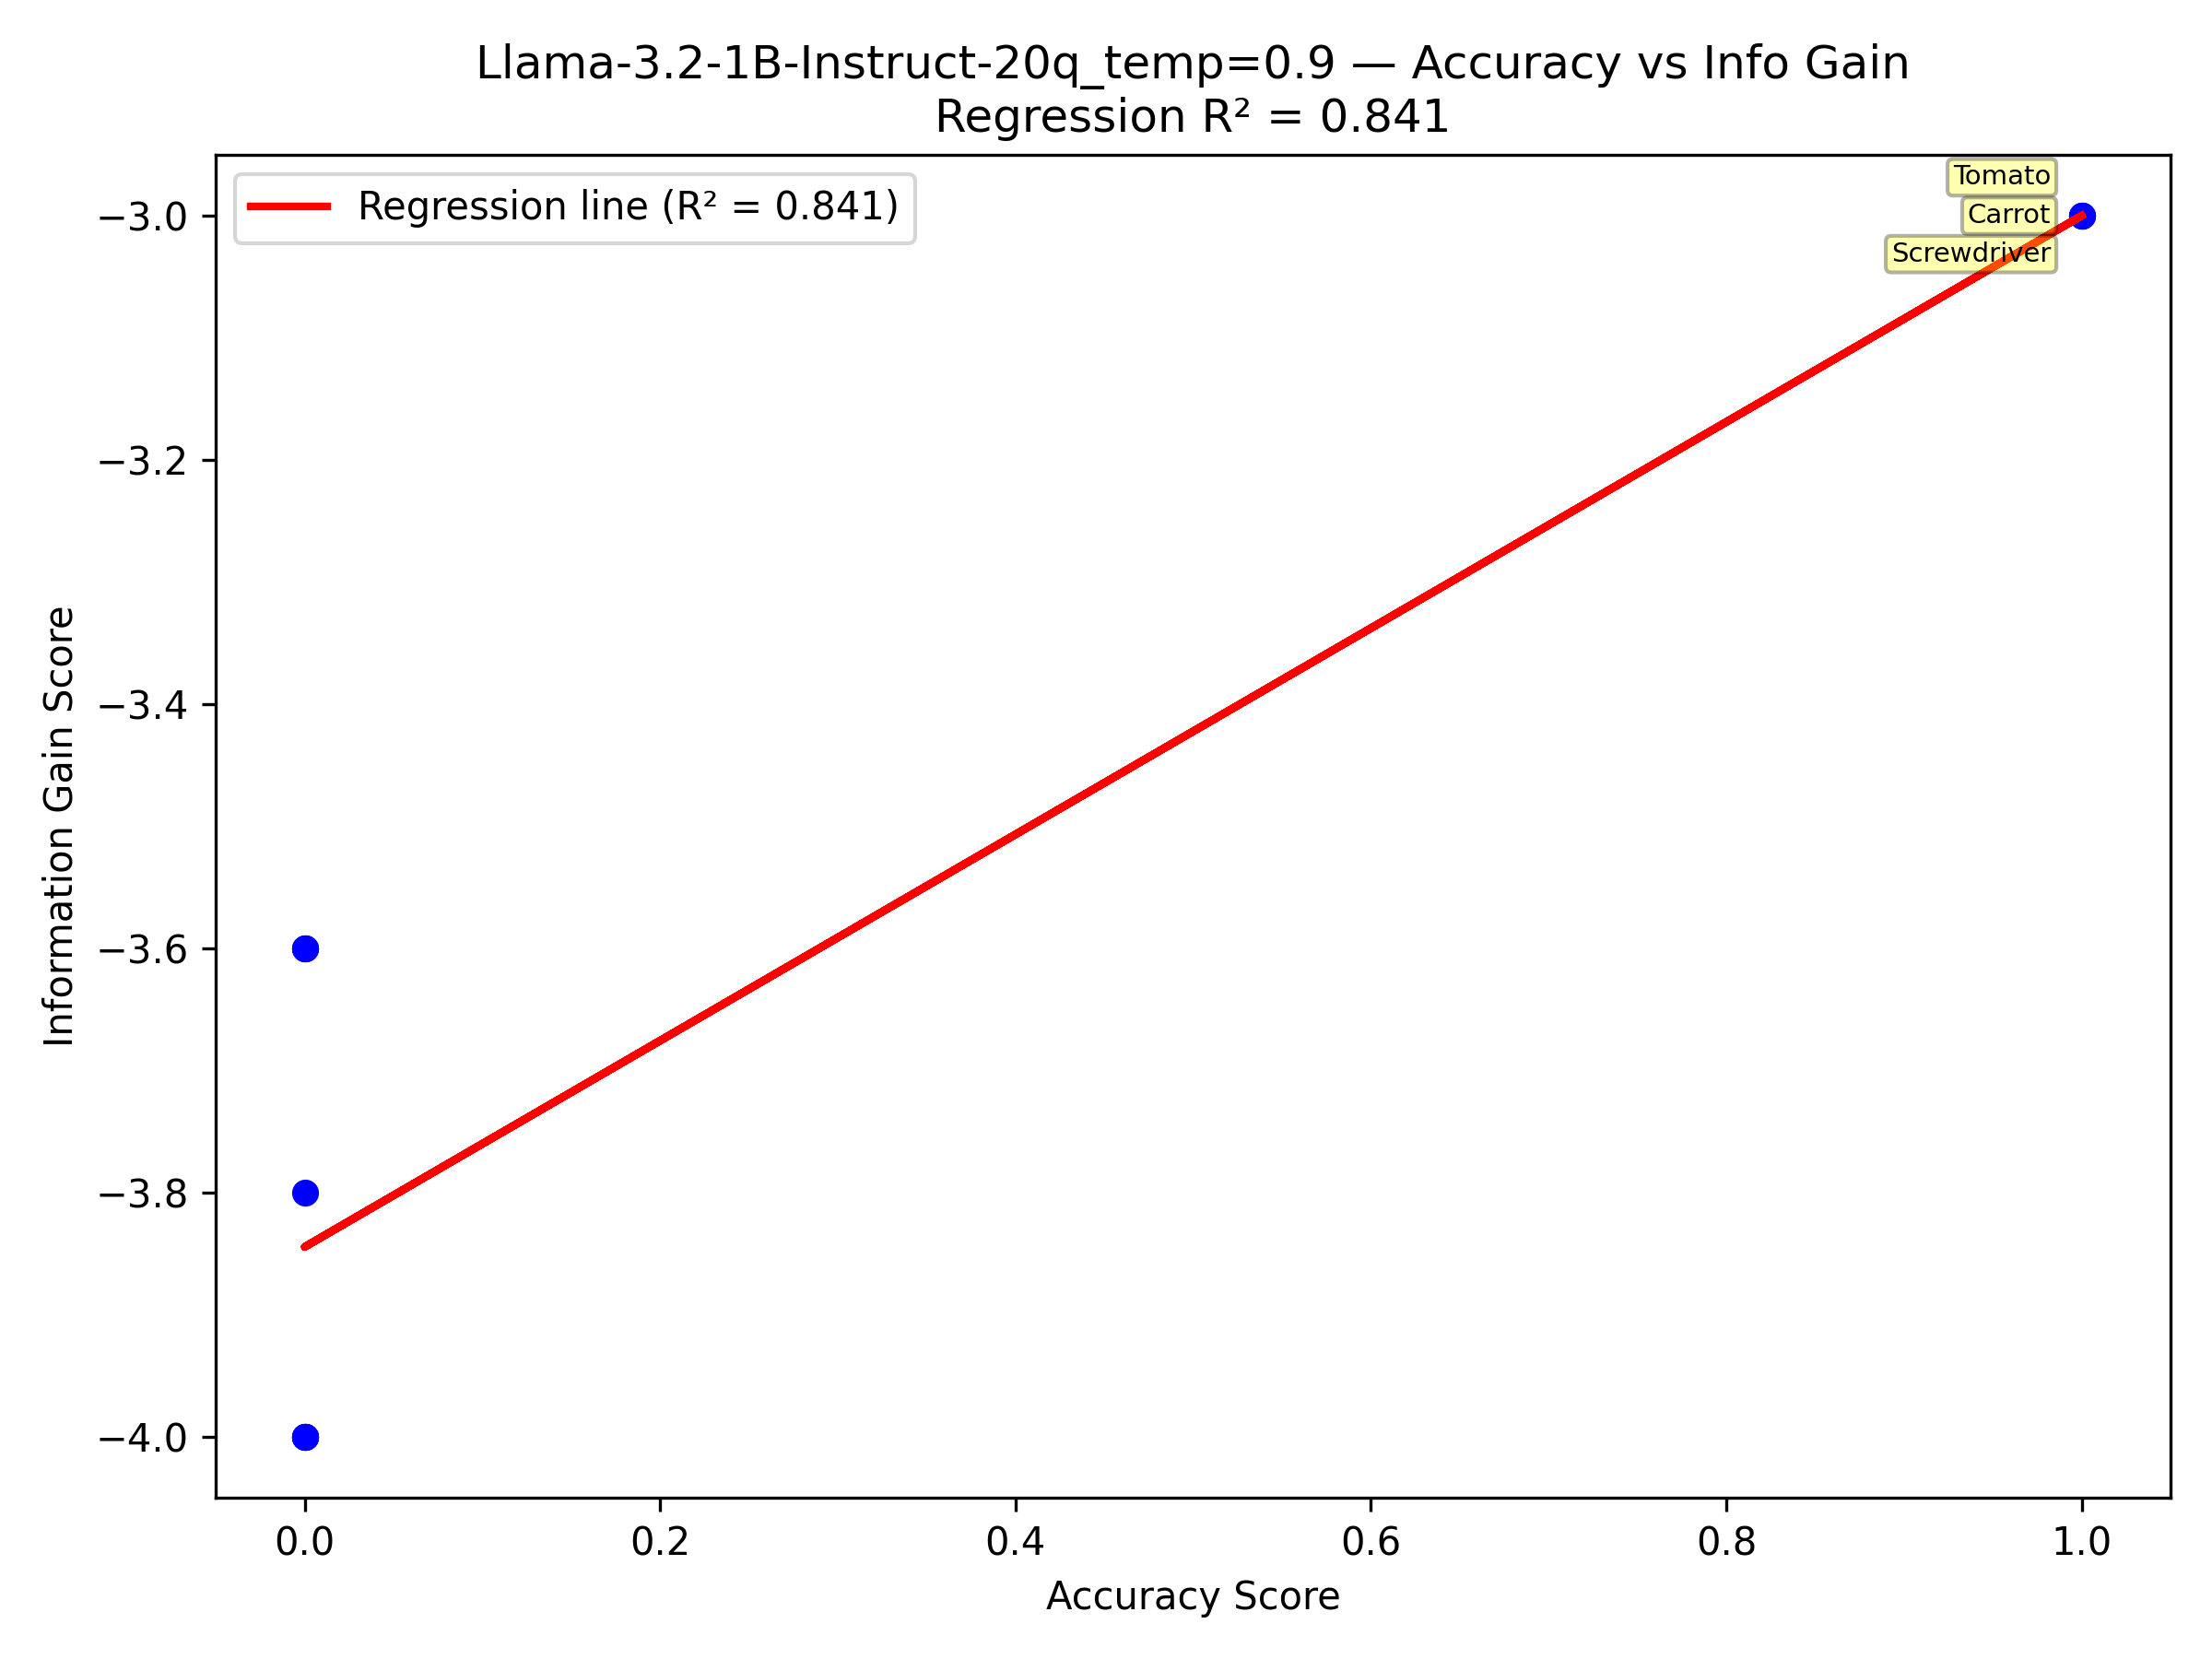 Llama-3.2-1B-Instruct-20q_temp=0.9 — Accuracy vs Info Gain
Regression R² = 0.841
Regression line (R² = 0.841)
Tomato
Carrot
Screwdriver
Information Gain Score
−3.0
−3.2
−3.4
−3.6
−3.8
−4.0
0.0 0.2 0.4 0.6 0.8 1.0
Accuracy Score